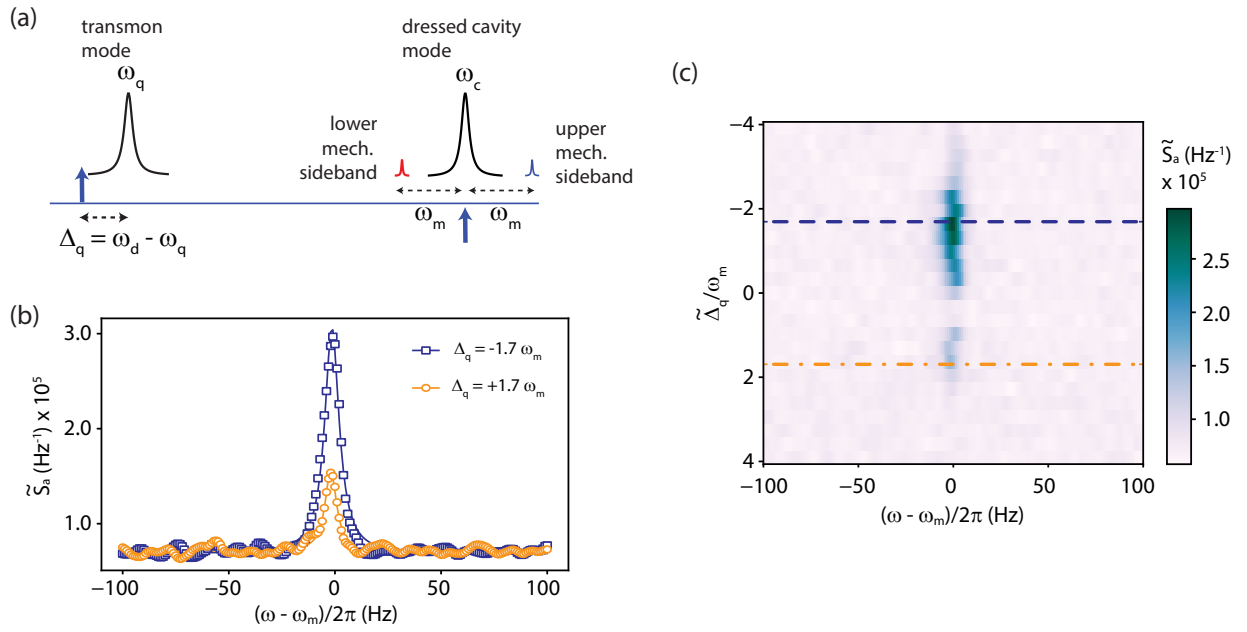 (a)
transmon
mode
ω_q
Δ_q = ω_d - ω_q
dressed cavity
mode
ω_c
lower
mech.
sideband
upper
mech.
sideband
ω_m
ω_m
(b)
S̃_a (Hz⁻¹) x 10⁵
3.0
2.0
1.0
Δ_q = -1.7 ω_m
Δ_q = +1.7 ω_m
−100
−50
0
50
100
(ω - ω_m)/2π (Hz)
(c)
Δ̃_q/ω_m
−4
−2
0
2
4
−100
−50
0
50
100
(ω - ω_m)/2π (Hz)
S̃_a (Hz⁻¹)
x 10⁵
2.5
2.0
1.5
1.0